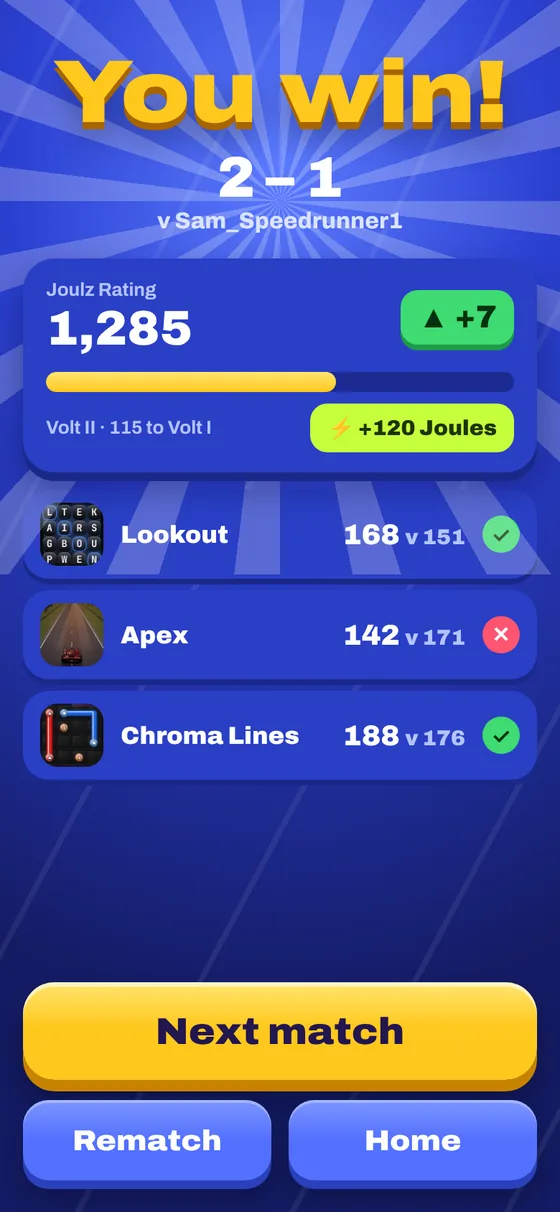 You win!
2 – 1
v Sam_Speedrunner1
Joulz Rating
1,285
▲ +7
Volt II · 115 to Volt I
⚡ +120 Joules
L T E K
A I R S
G B O U
P W E N
Lookout
168 v 151
Apex
142 v 171
Chroma Lines
188 v 176
Next match
Rematch
Home